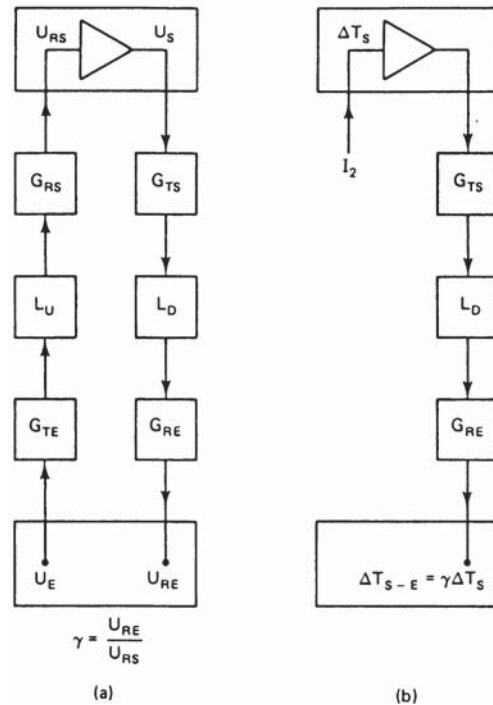 U_RS U_S
G_RS G_TS
L_U L_D
G_TE G_RE
U_E U_RE
γ = U_RE / U_RS
(a)
ΔT_S
I_2
G_TS
L_D
G_RE
ΔT_S-E = γΔT_S
(b)